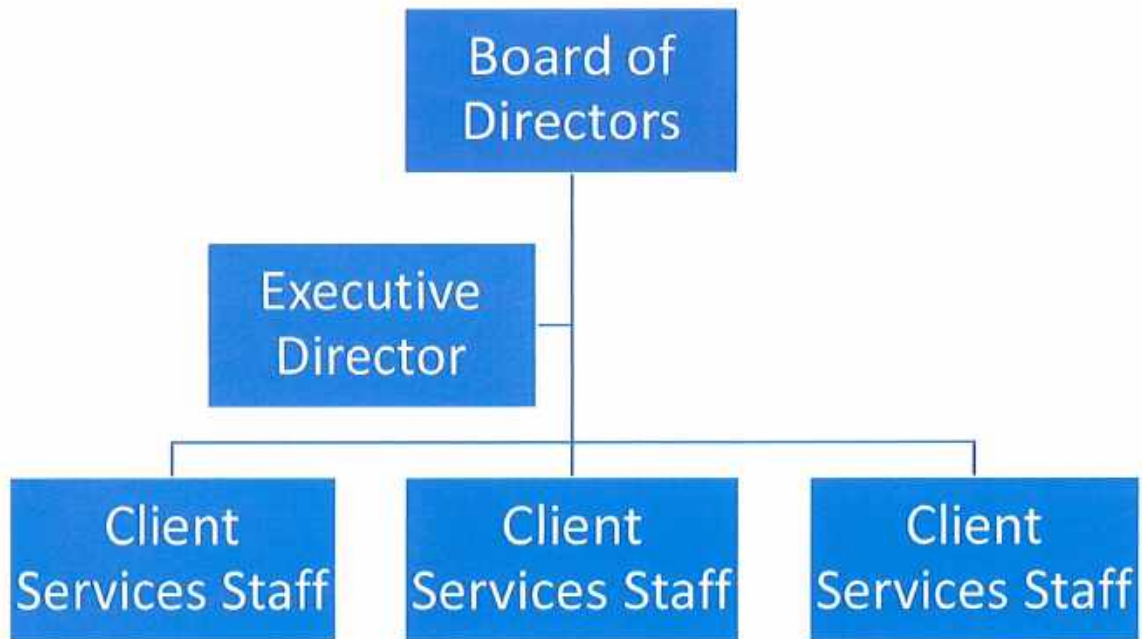 Board of
Directors
Executive
Director
Client
Services Staff
Client
Services Staff
Client
Services Staff